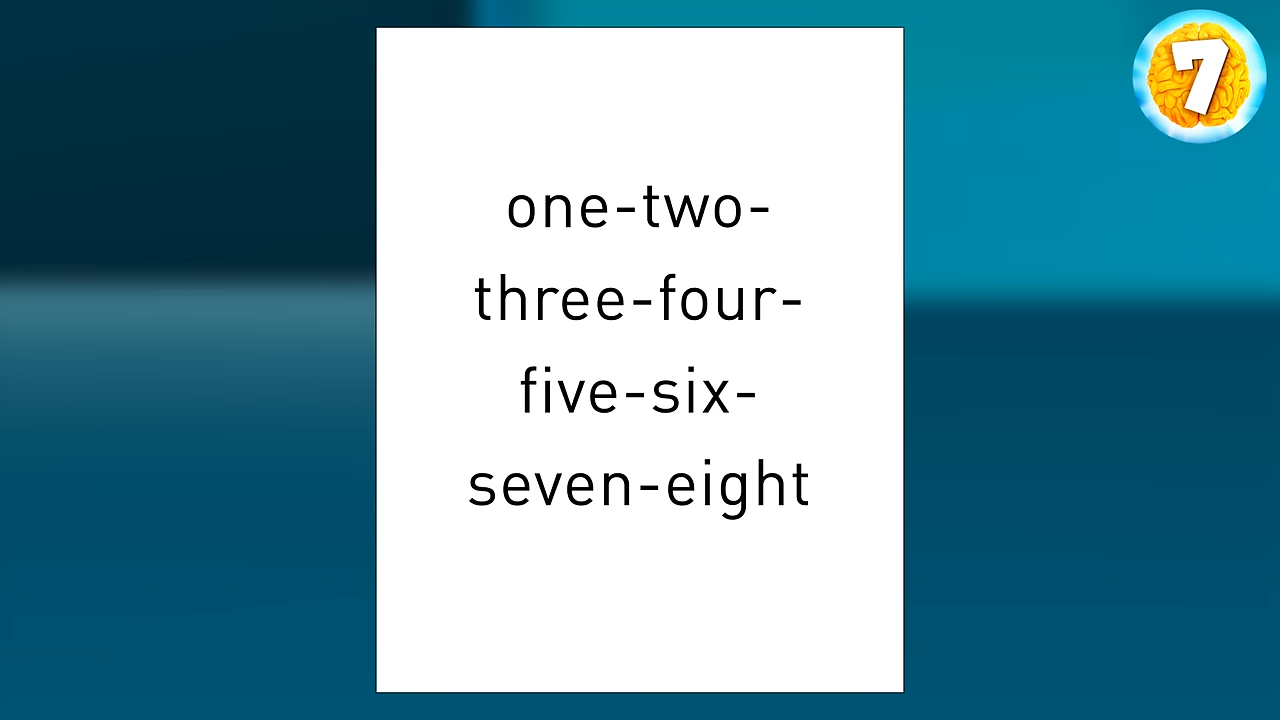 7
one-two-
three-four-
five-six-
seven-eight